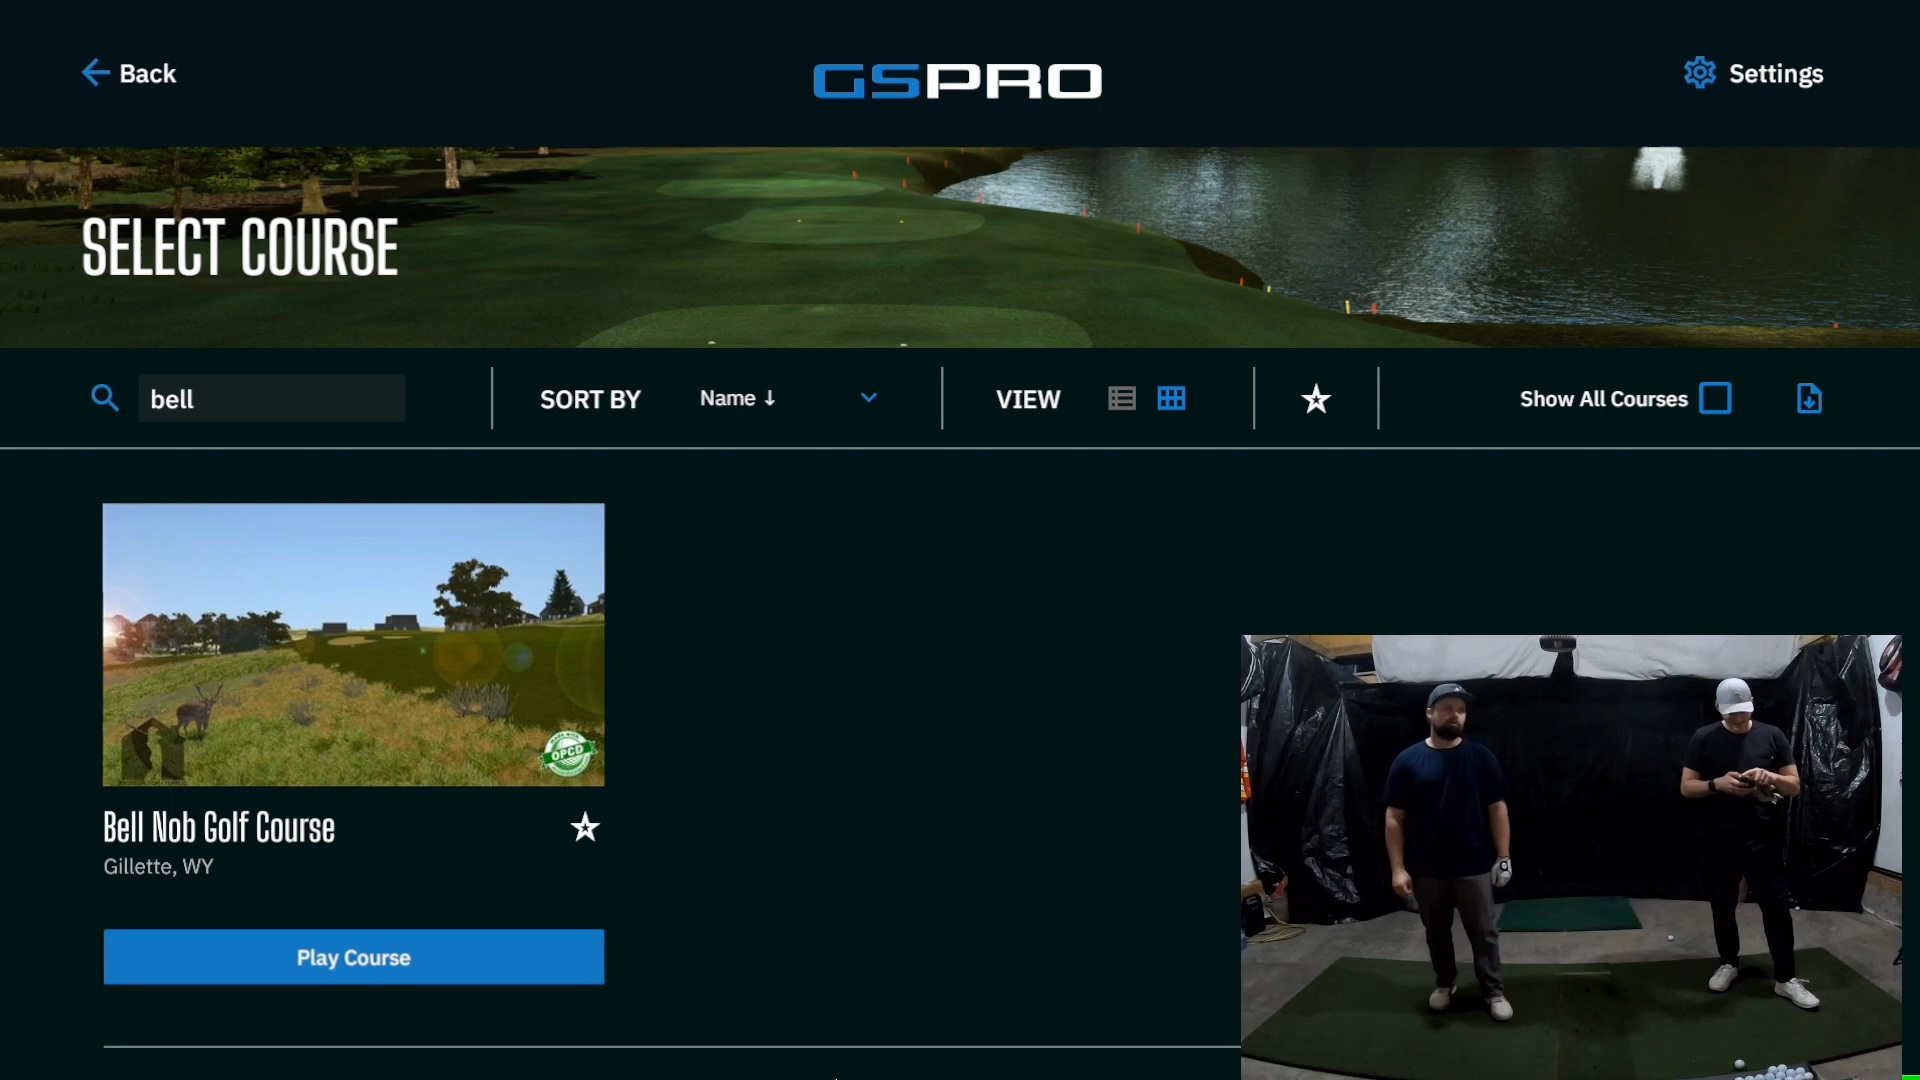 Back
GSPRO
Settings
SELECT COURSE
bell
SORT BY
Name ↓
VIEW
Show All Courses
OPCD
Bell Nob Golf Course
Gillette, WY
Play Course